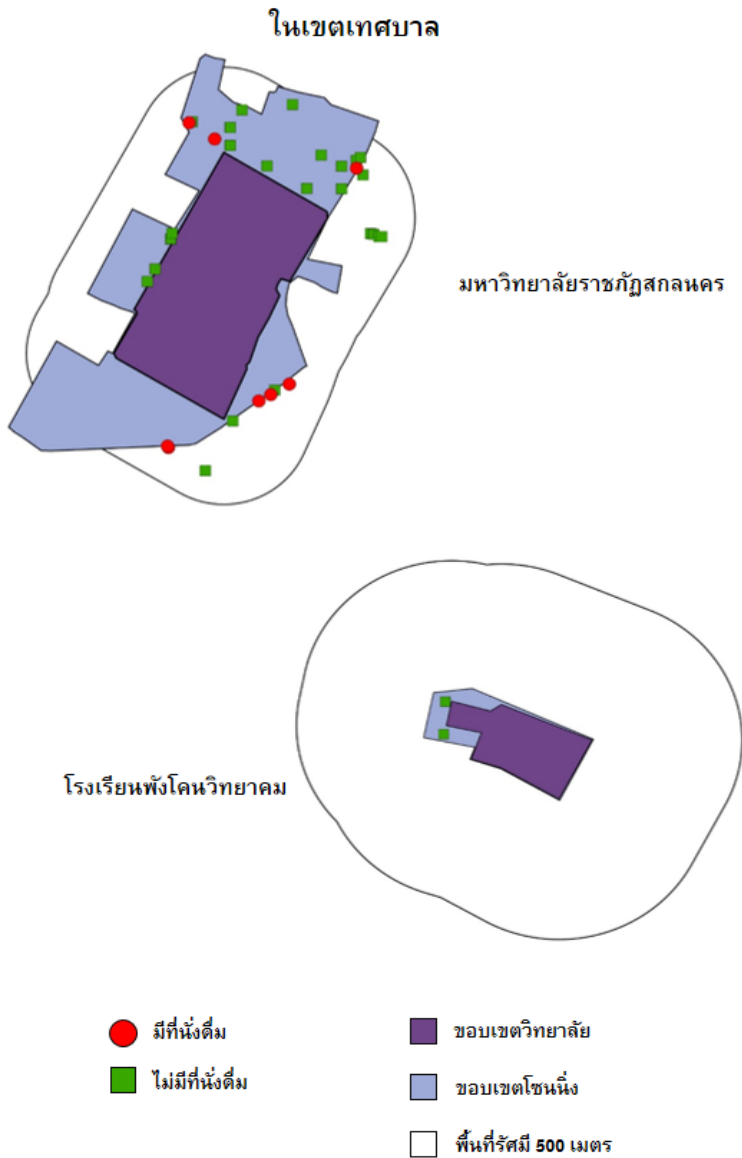 ในเขตเทศบาล
มหาวิทยาลัยราชภัฏสกลนคร
โรงเรียนพังโคนวิทยาคม
มีที่นั่งดื่ม
ไม่มีที่นั่งดื่ม
ขอบเขตวิทยาลัย
ขอบเขตโซนนิ่ง
พื้นที่รัศมี 500 เมตร